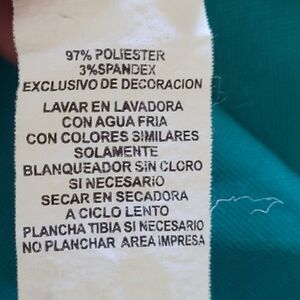 97% POLIESTER
3%SPANDEX
EXCLUSIVO DE DECORACION
LAVAR EN LAVADORA
CON AGUA FRIA
CON COLORES SIMILARES
SOLAMENTE
BLANQUEADOR SIN CLORO
SI NECESARIO
SECAR EN SECADORA
A CICLO LENTO
PLANCHA TIBIA SI NECESARIO
NO PLANCHAR AREA IMPRESA